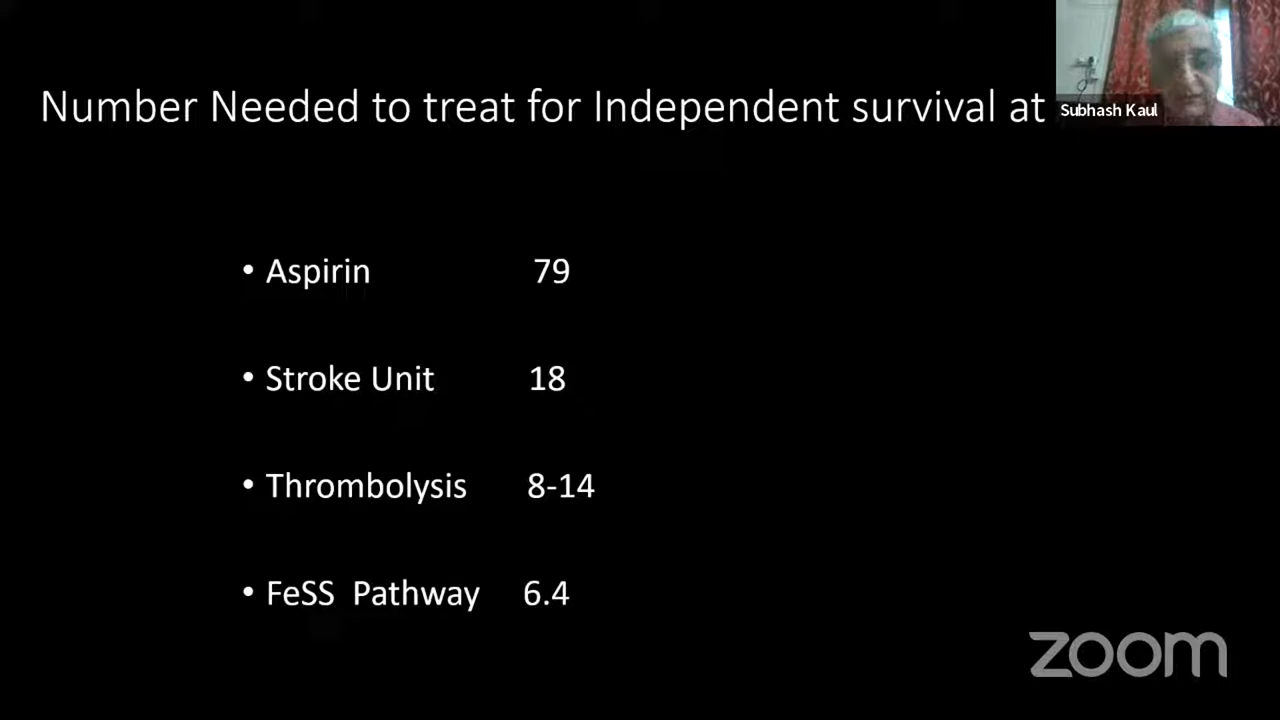 Number Needed to treat for Independent survival at
Subhash Kaul
• Aspirin 79
• Stroke Unit 18
• Thrombolysis 8-14
• FeSS Pathway 6.4
zoom